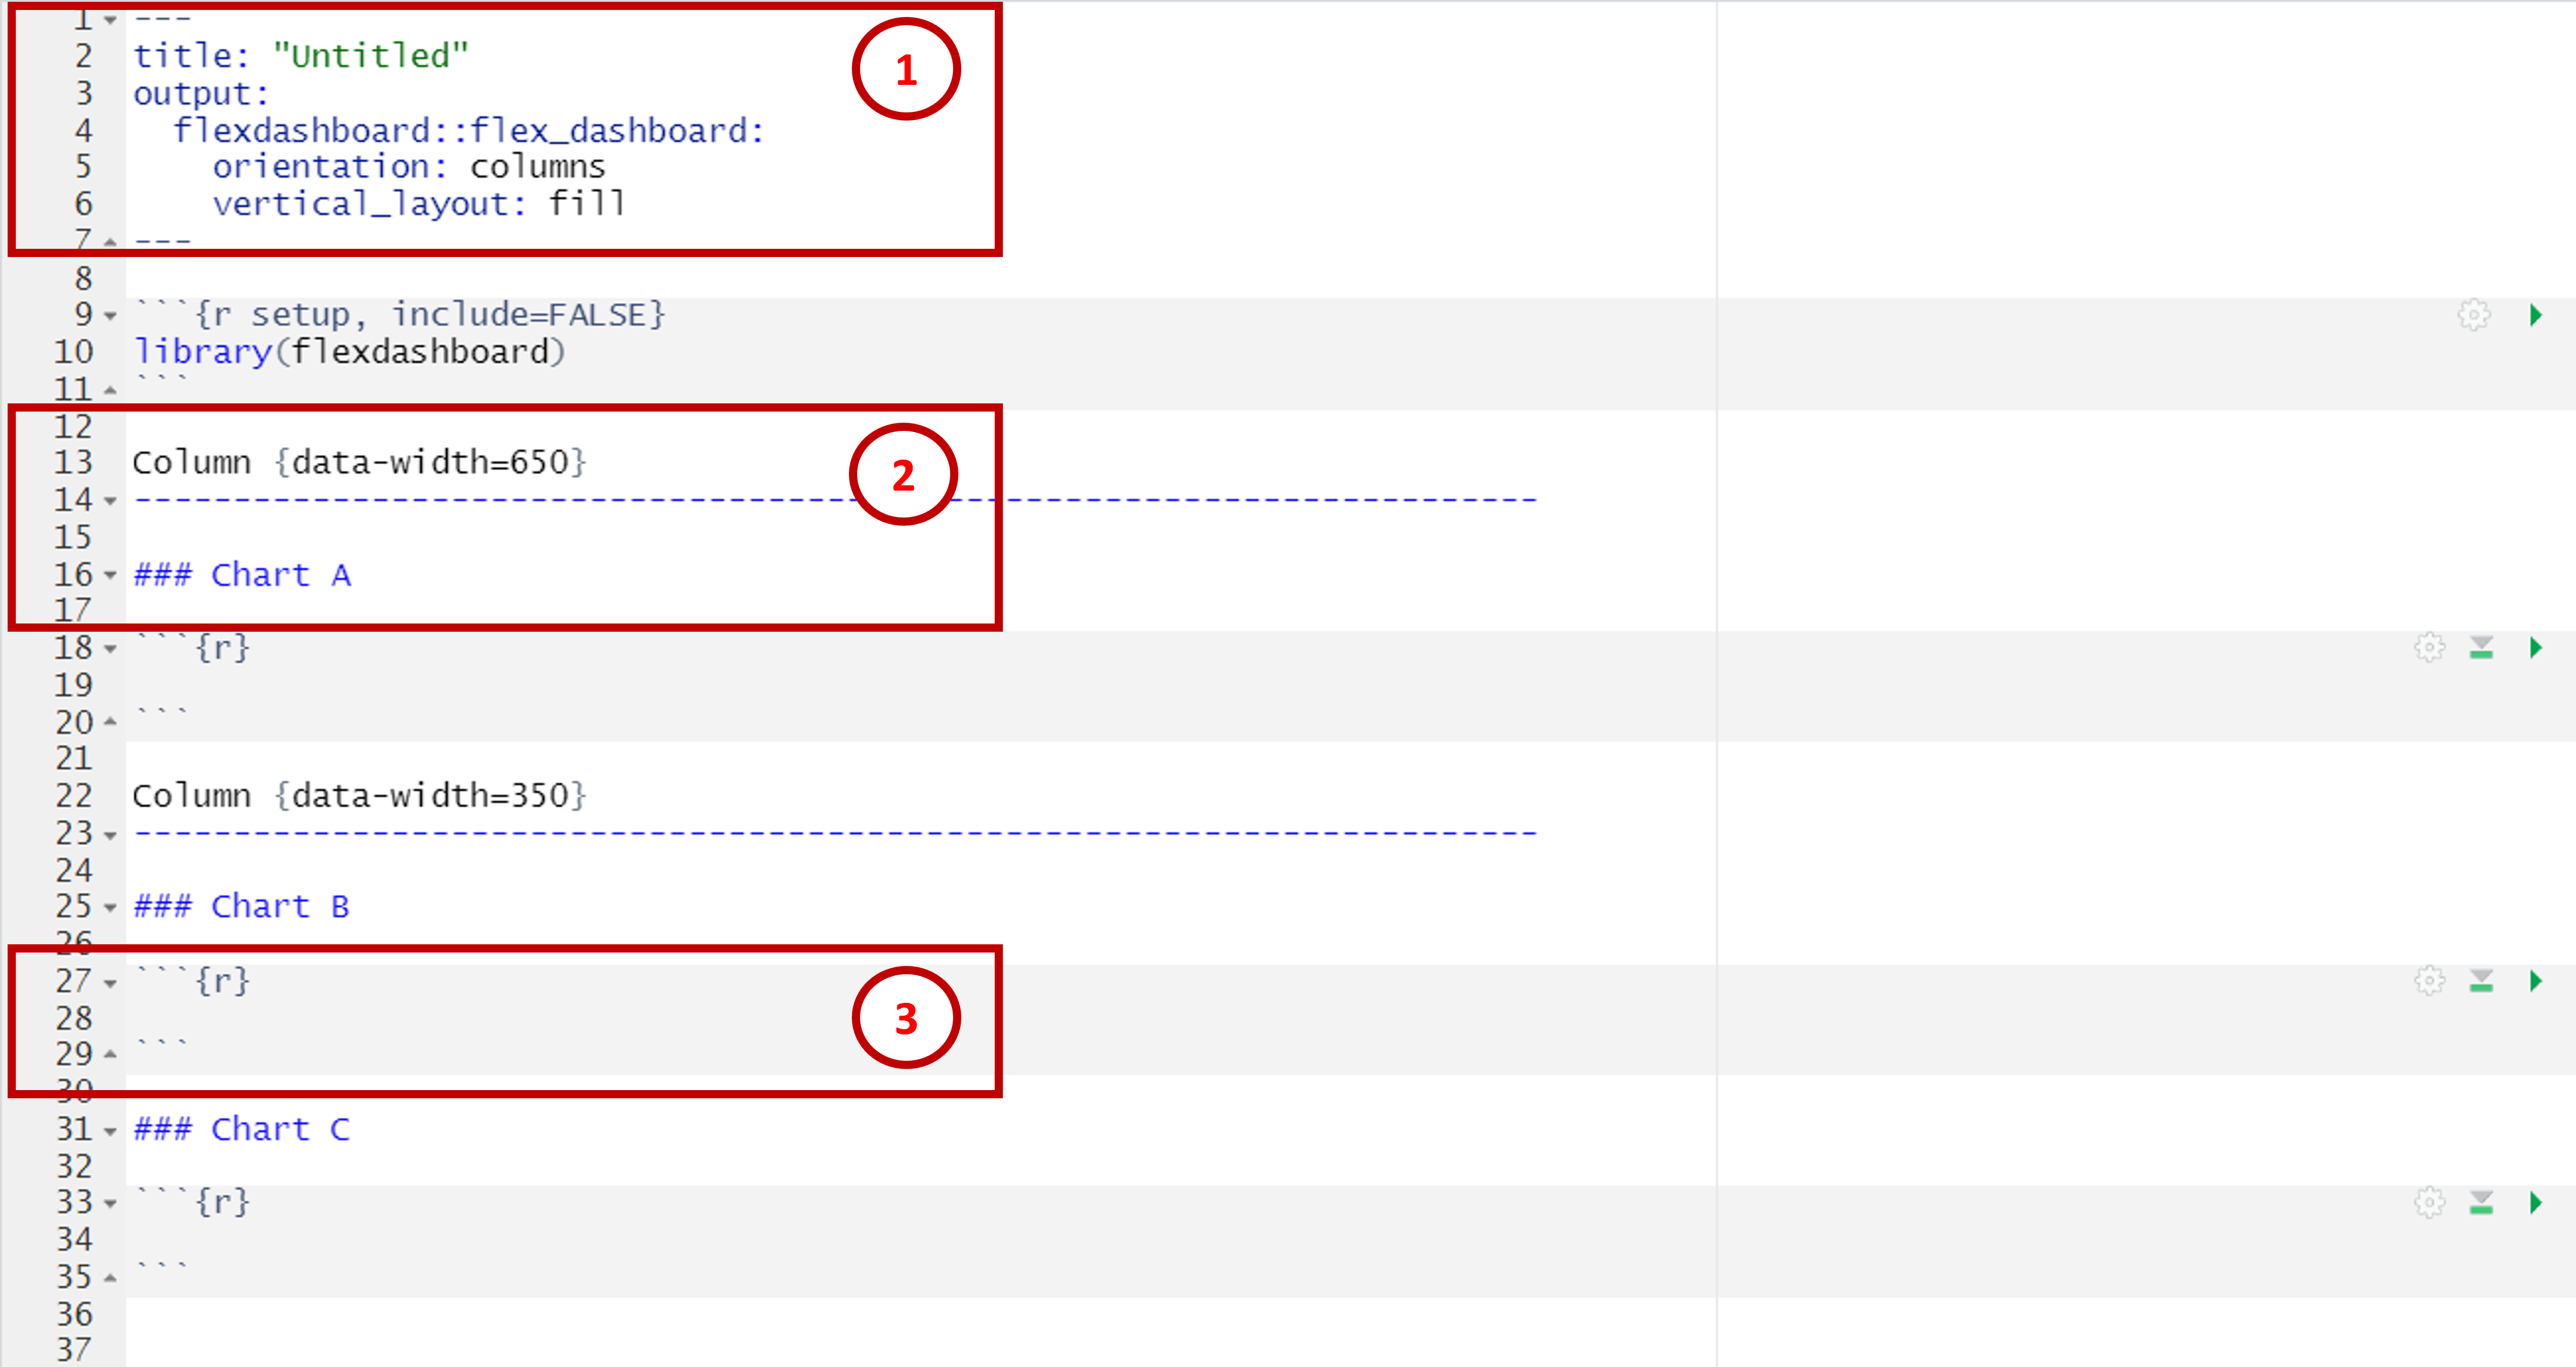 1 ---
2 title: "Untitled"
3 output:
4   flexdashboard::flex_dashboard:
5     orientation: columns
6     vertical_layout: fill
7 ---
1
8
9 ```{r setup, include=FALSE}
10 library(flexdashboard)
11 ```
12
13 Column {data-width=650}
2
14 -----------------------------------------------------------------------
15
16 ### Chart A
17
18 ```{r}
19
20 ```
21
22 Column {data-width=350}
23 -----------------------------------------------------------------------
24
25 ### Chart B
26
27 ```{r}
28
3
29 ```
30
31 ### Chart C
32
33 ```{r}
34
35 ```
36
37